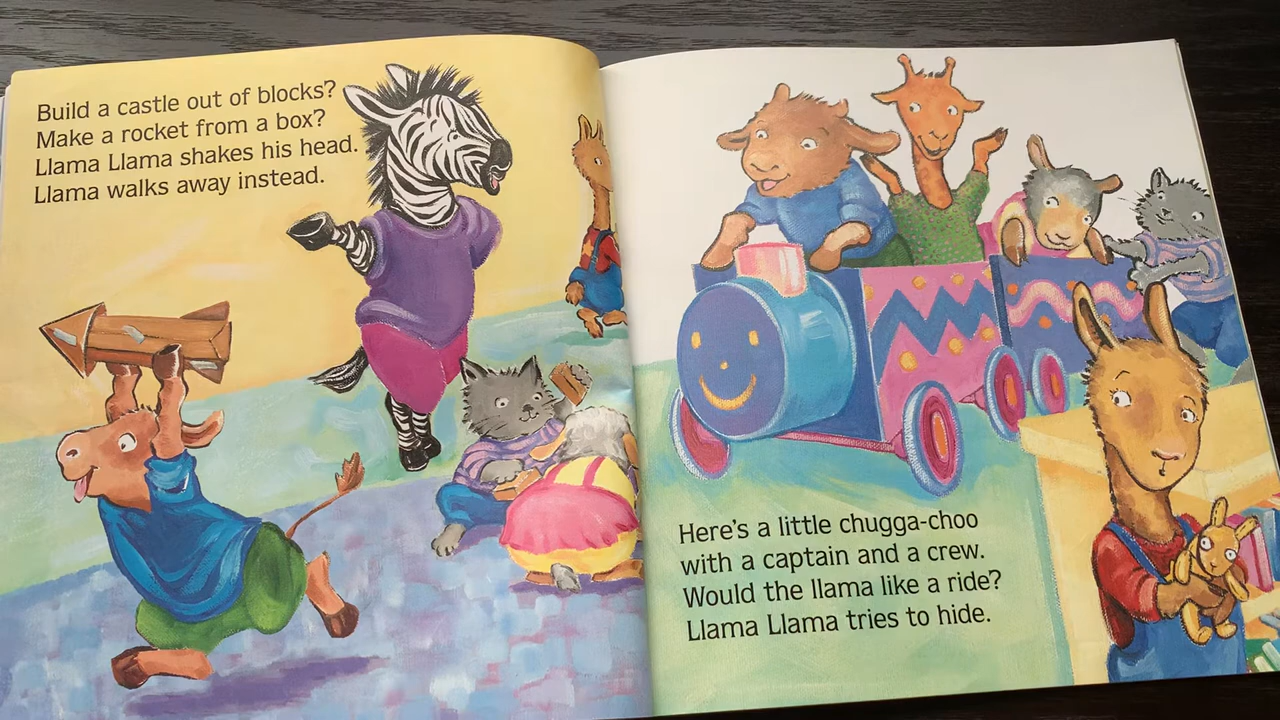 Build a castle out of blocks?
Make a rocket from a box?
Llama Llama shakes his head.
Llama walks away instead.
Here's a little chugga-choo
with a captain and a crew.
Would the llama like a ride?
Llama Llama tries to hide.